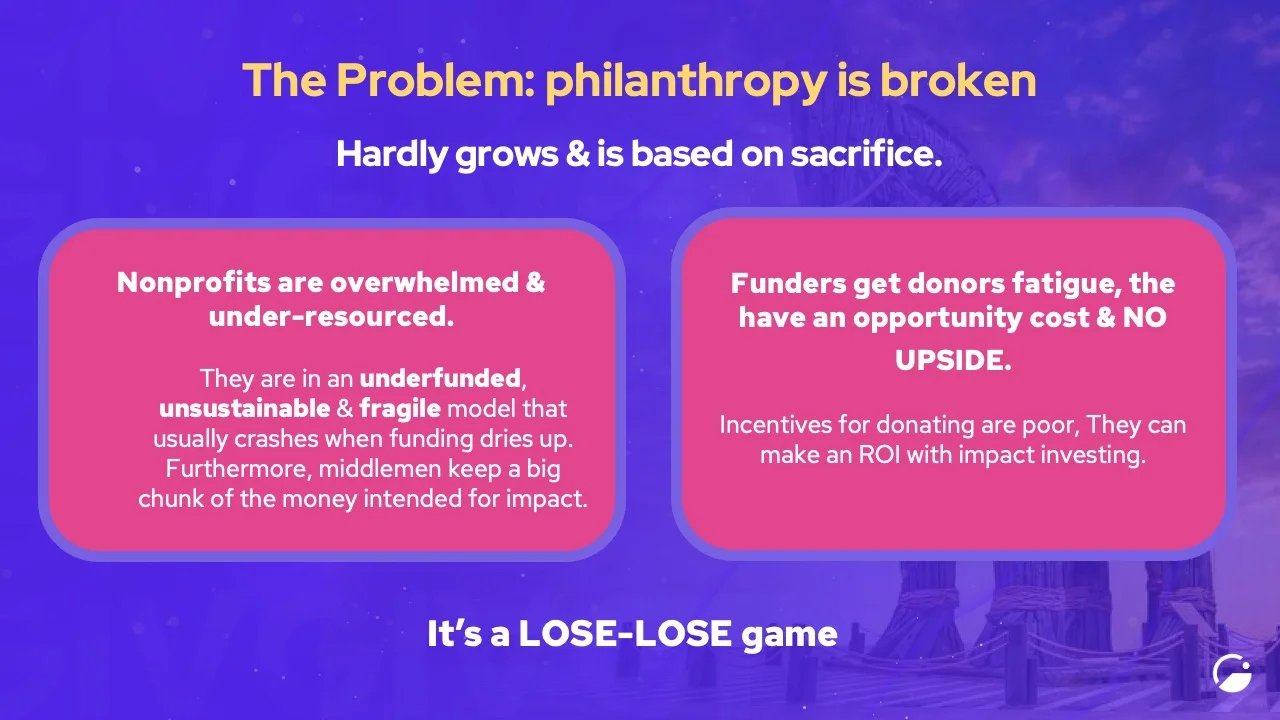 The Problem: philanthropy is broken
Hardly grows & is based on sacrifice.
Nonprofits are overwhelmed &
under-resourced.
They are in an underfunded,
unsustainable & fragile model that
usually crashes when funding dries up.
Furthermore, middlemen keep a big
chunk of the money intended for impact.
Funders get donors fatigue, the
have an opportunity cost & NO
UPSIDE.
Incentives for donating are poor, They can
make an ROI with impact investing.
It's a LOSE-LOSE game